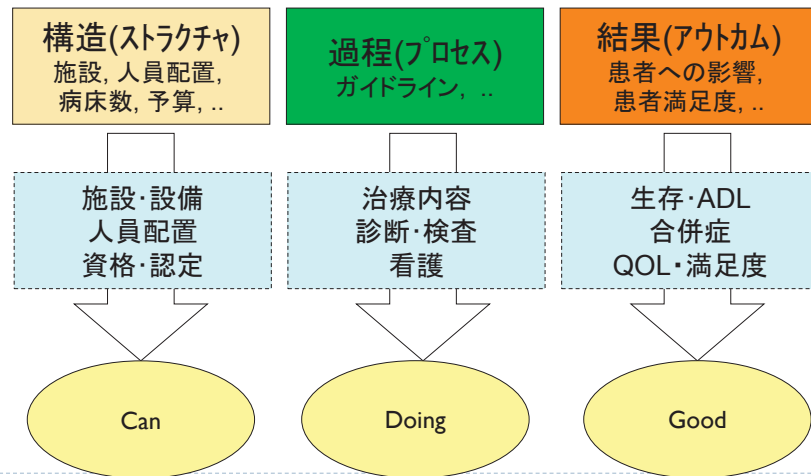 構造(ストラクチャ)
施設, 人員配置,
病床数, 予算, ..
過程(プロセス)
ガイドライン, ..
結果(アウトカム)
患者への影響,
患者満足度, ..
施設・設備
人員配置
資格・認定
治療内容
診断・検査
看護
生存・ADL
合併症
QOL・満足度
Can
Doing
Good